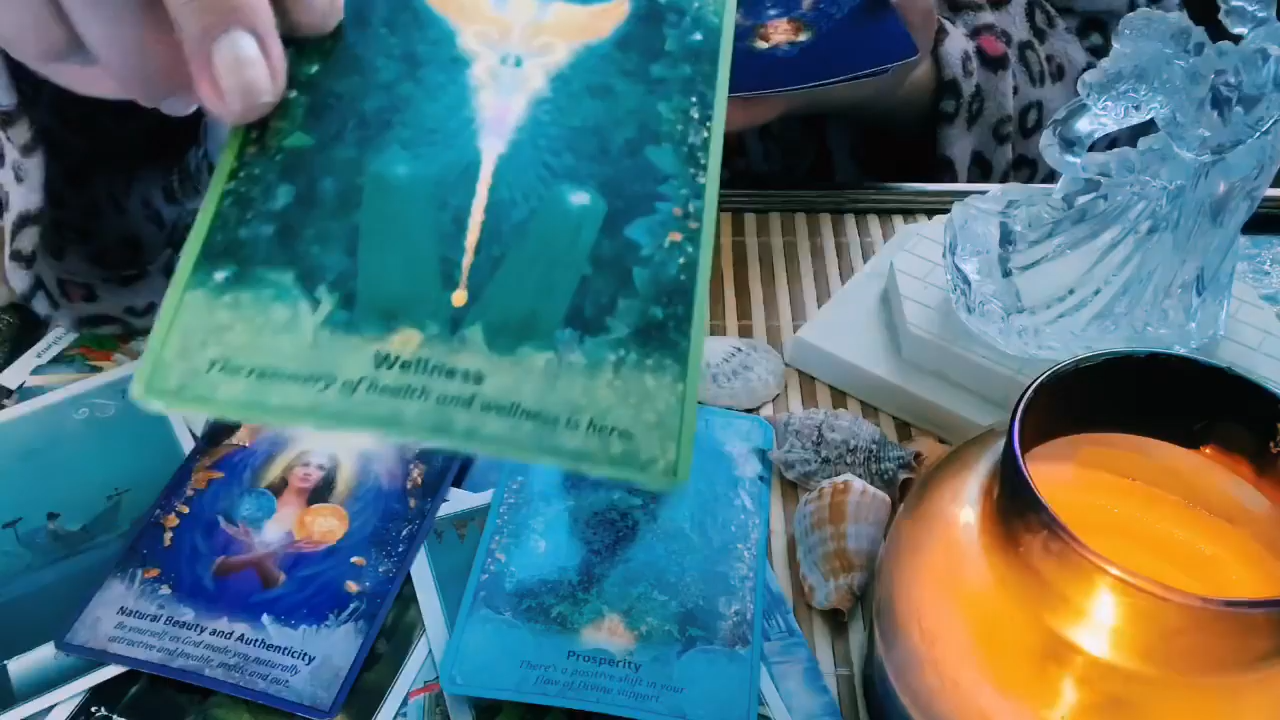 Wellness
The recovery of health and wellness is here.
Natural Beauty and Authenticity
Be yourself, as God made you naturally
attractive and lovable, inside and out.
Prosperity
There's a positive shift in your
flow of Divine support